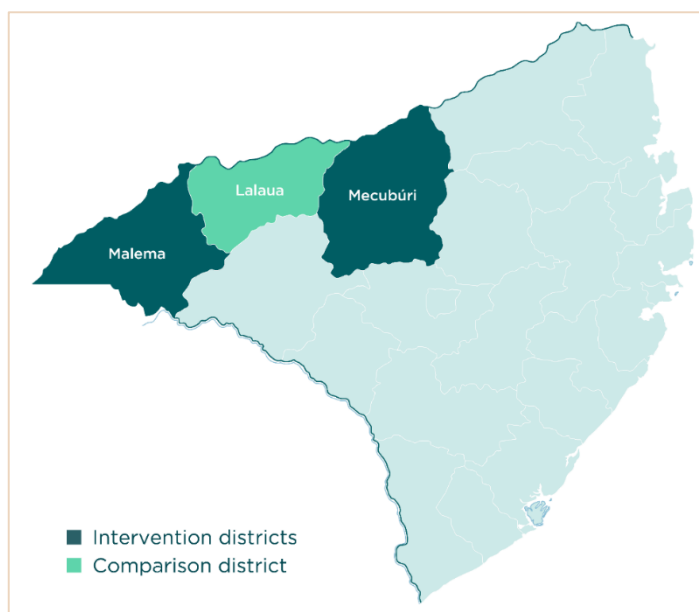 Lalaua
Mecubúri
Malema
Intervention districts
Comparison district